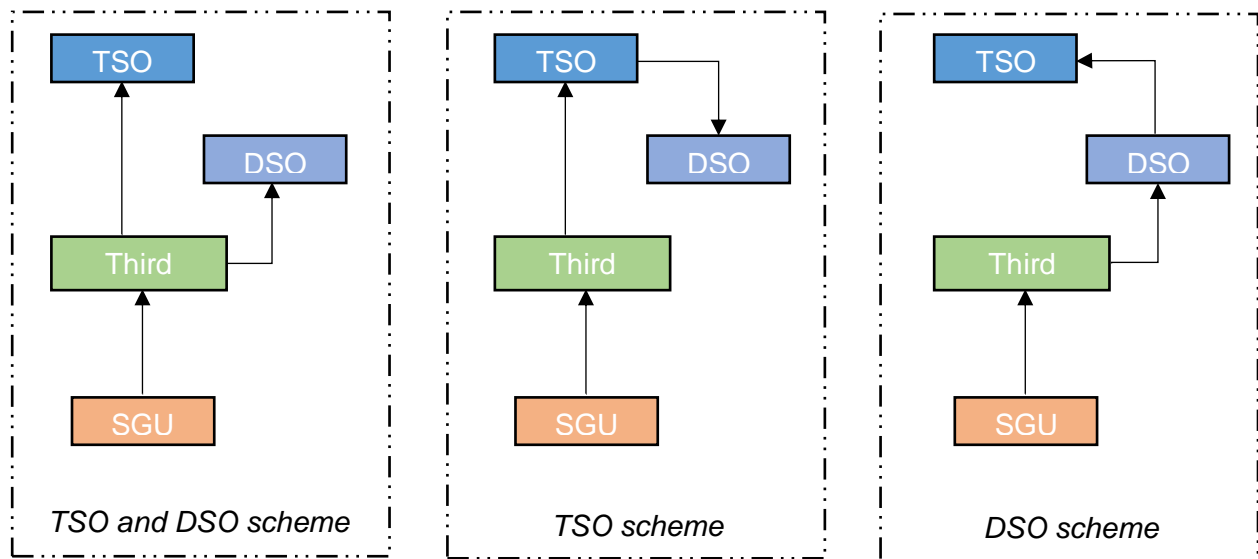 TSO
DSO
Third
SGU
TSO and DSO scheme
TSO
DSO
Third
SGU
TSO scheme
TSO
DSO
Third
SGU
DSO scheme